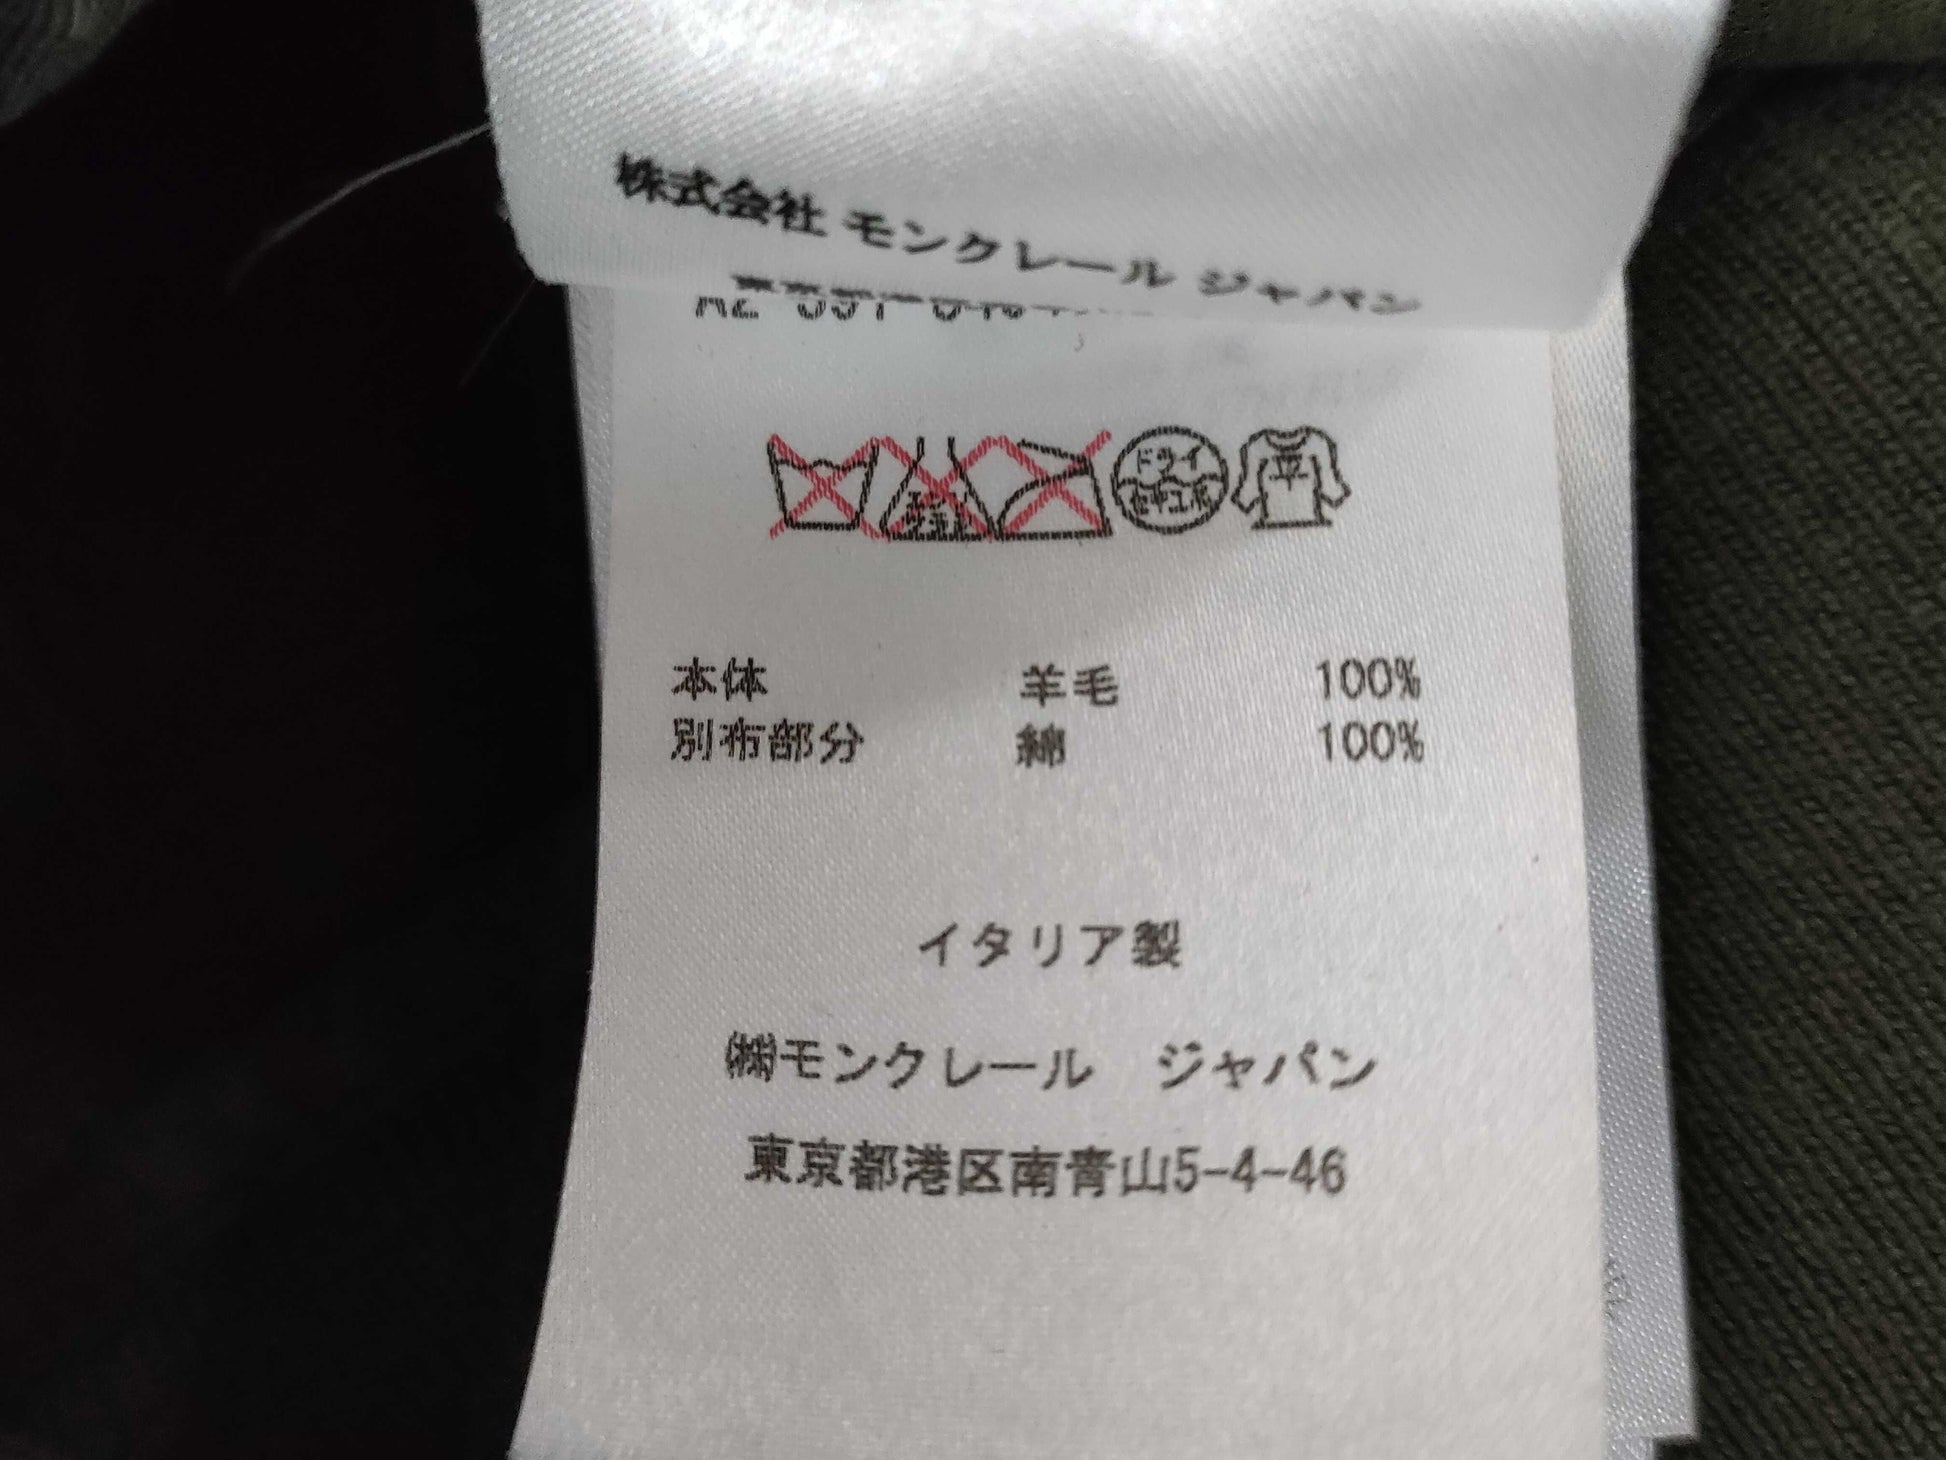 株式会社 モンクレール ジャパン
ドライ
平
本体 羊毛 100%
別布部分 綿 100%
イタリア製
㈱モンクレール ジャパン
東京都港区南青山5-4-46